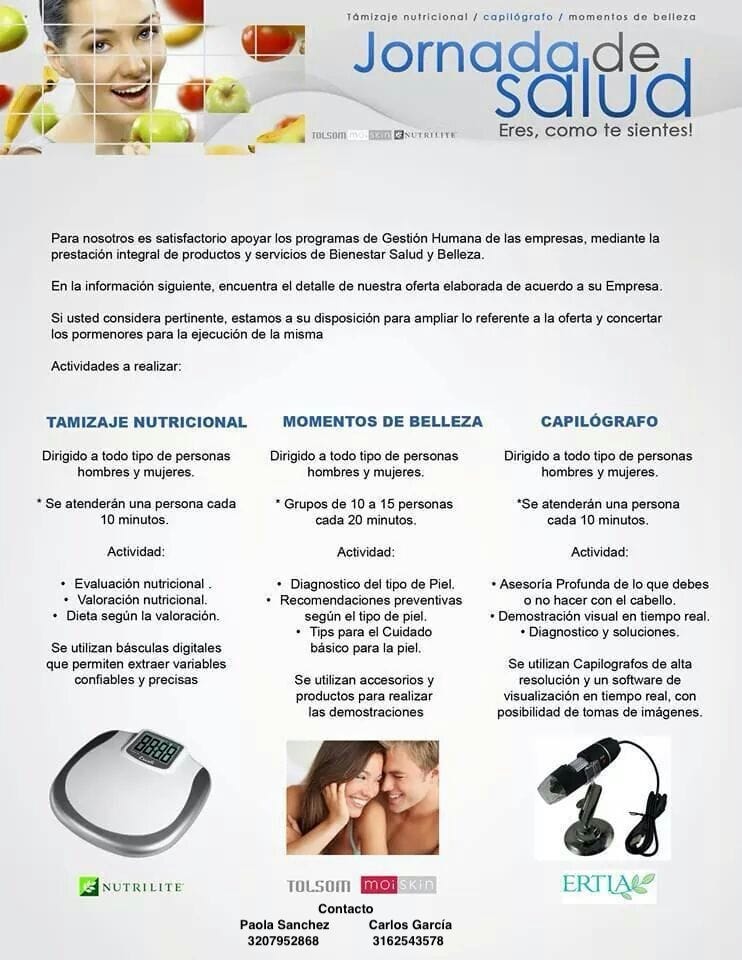 Támizaje nutricional / capilógrafo / momentos de belleza
Jornada de
salud
Eres, como te sientes!
TOLSOM moi skin NUTRILITE
Para nosotros es satisfactorio apoyar los programas de Gestión Humana de las empresas, mediante la
prestación integral de productos y servicios de Bienestar Salud y Belleza.
En la información siguiente, encuentra el detalle de nuestra oferta elaborada de acuerdo a su Empresa.
Si usted considera pertinente, estamos a su disposición para ampliar lo referente a la oferta y concertar
los pormenores para la ejecución de la misma
Actividades a realizar:
TAMIZAJE NUTRICIONAL
Dirigido a todo tipo de personas
hombres y mujeres.
* Se atenderán una persona cada
10 minutos.
Actividad:
• Evaluación nutricional .
• Valoración nutricional.
• Dieta según la valoración.
Se utilizan básculas digitales
que permiten extraer variables
confiables y precisas
NUTRILITE
MOMENTOS DE BELLEZA
Dirigido a todo tipo de personas
hombres y mujeres.
* Grupos de 10 a 15 personas
cada 20 minutos.
Actividad:
• Diagnostico del tipo de Piel.
• Recomendaciones preventivas
según el tipo de piel.
• Tips para el Cuidado
básico para la piel.
Se utilizan accesorios y
productos para realizar
las demostraciones
TOLSOM moi skin
CAPILÓGRAFO
Dirigido a todo tipo de personas
hombres y mujeres.
*Se atenderán una persona
cada 10 minutos.
Actividad:
• Asesoría Profunda de lo que debes
o no hacer con el cabello.
• Demostración visual en tiempo real.
• Diagnostico y soluciones.
Se utilizan Capilografos de alta
resolución y un software de
visualización en tiempo real, con
posibilidad de tomas de imágenes.
ERTIA
Contacto
Paola Sanchez Carlos García
3207952868 3162543578